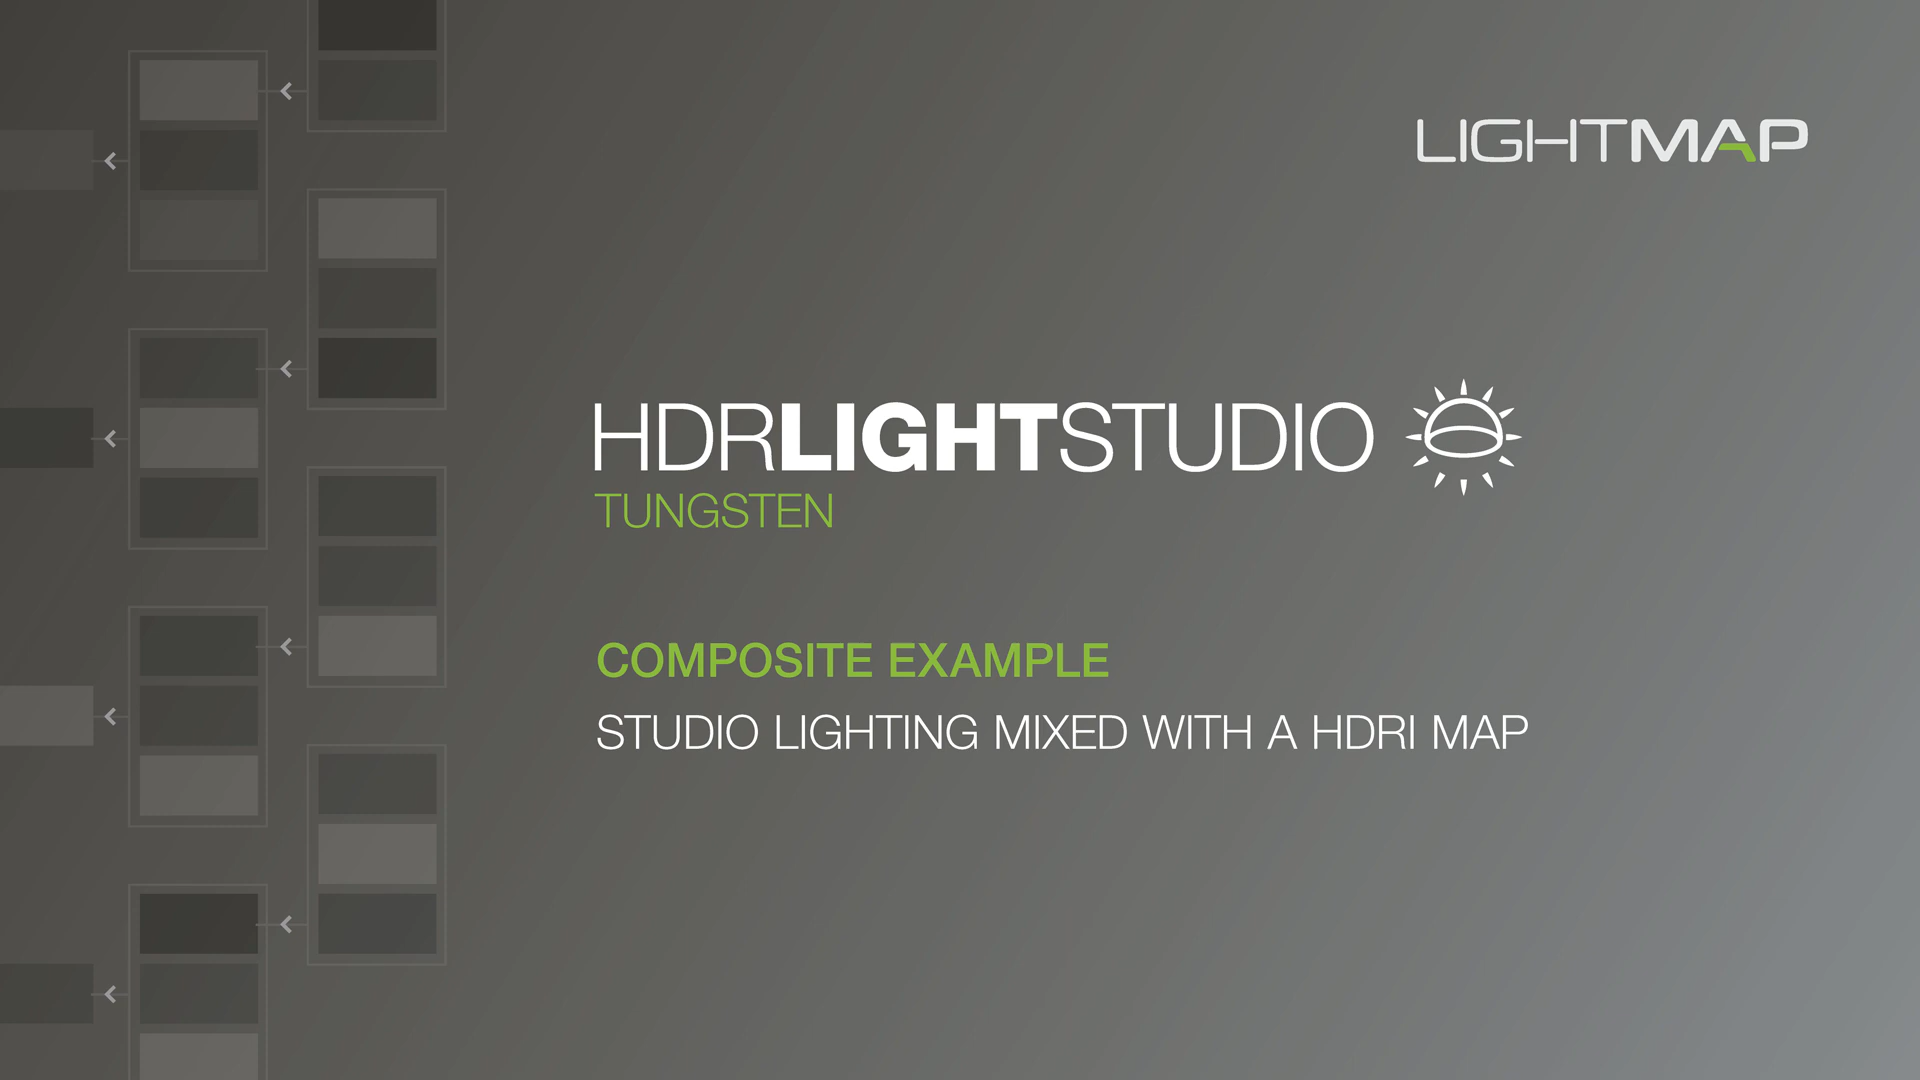 LIGHTMAP
HDRLIGHTSTUDIO
TUNGSTEN
COMPOSITE EXAMPLE
STUDIO LIGHTING MIXED WITH A HDRI MAP